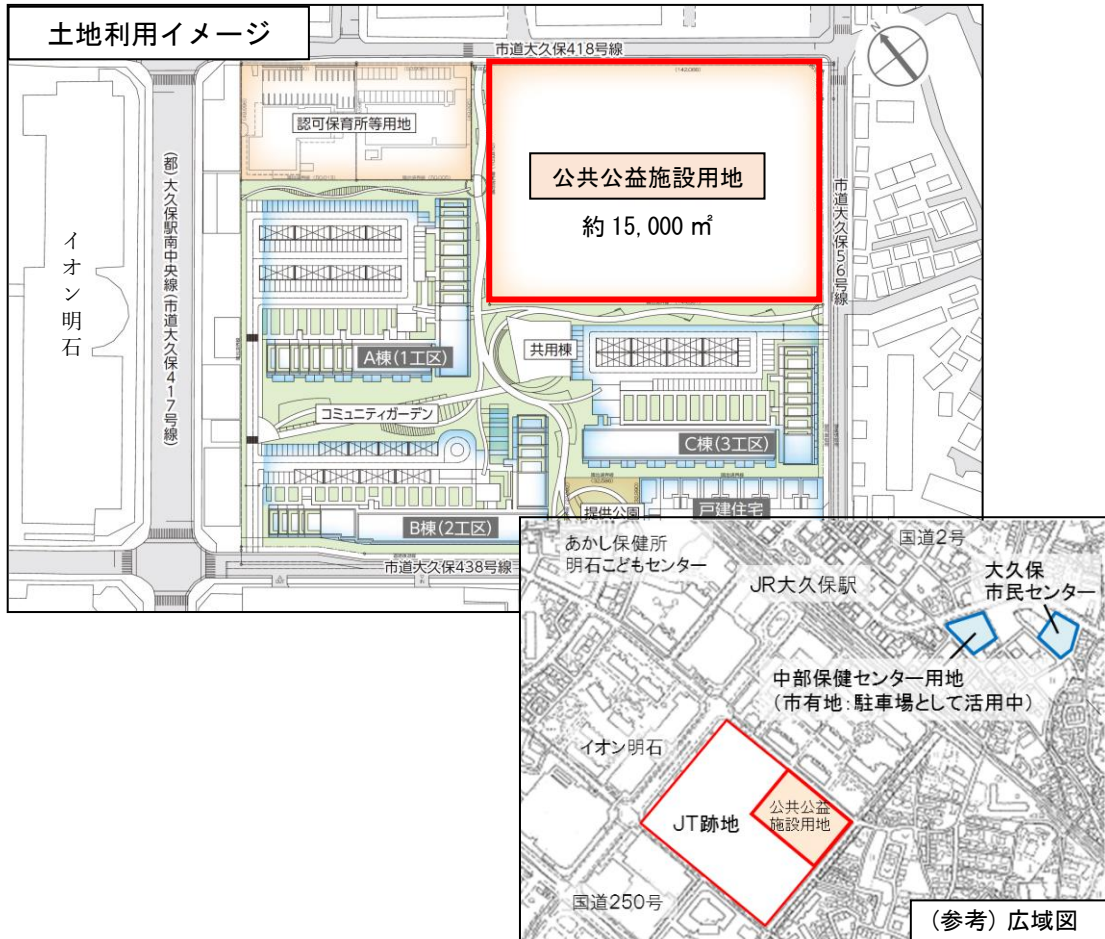 土地利用イメージ
市道大久保418号線
N
認可保育所等用地
公共公益施設用地
約15,000㎡
(都)大久保駅南中央線(市道大久保417号線)
イオン明石
市道大久保56号線
A棟(1工区)
共用棟
コミュニティガーデン
C棟(3工区)
B棟(2工区)
提供公園
戸建住宅
市道大久保438号線
あかし保健所
明石こどもセンター
国道2号
JR大久保駅
大久保
市民センター
中部保健センター用地
(市有地:駐車場として活用中)
イオン明石
JT跡地
公共公益
施設用地
国道250号
(参考)広域図